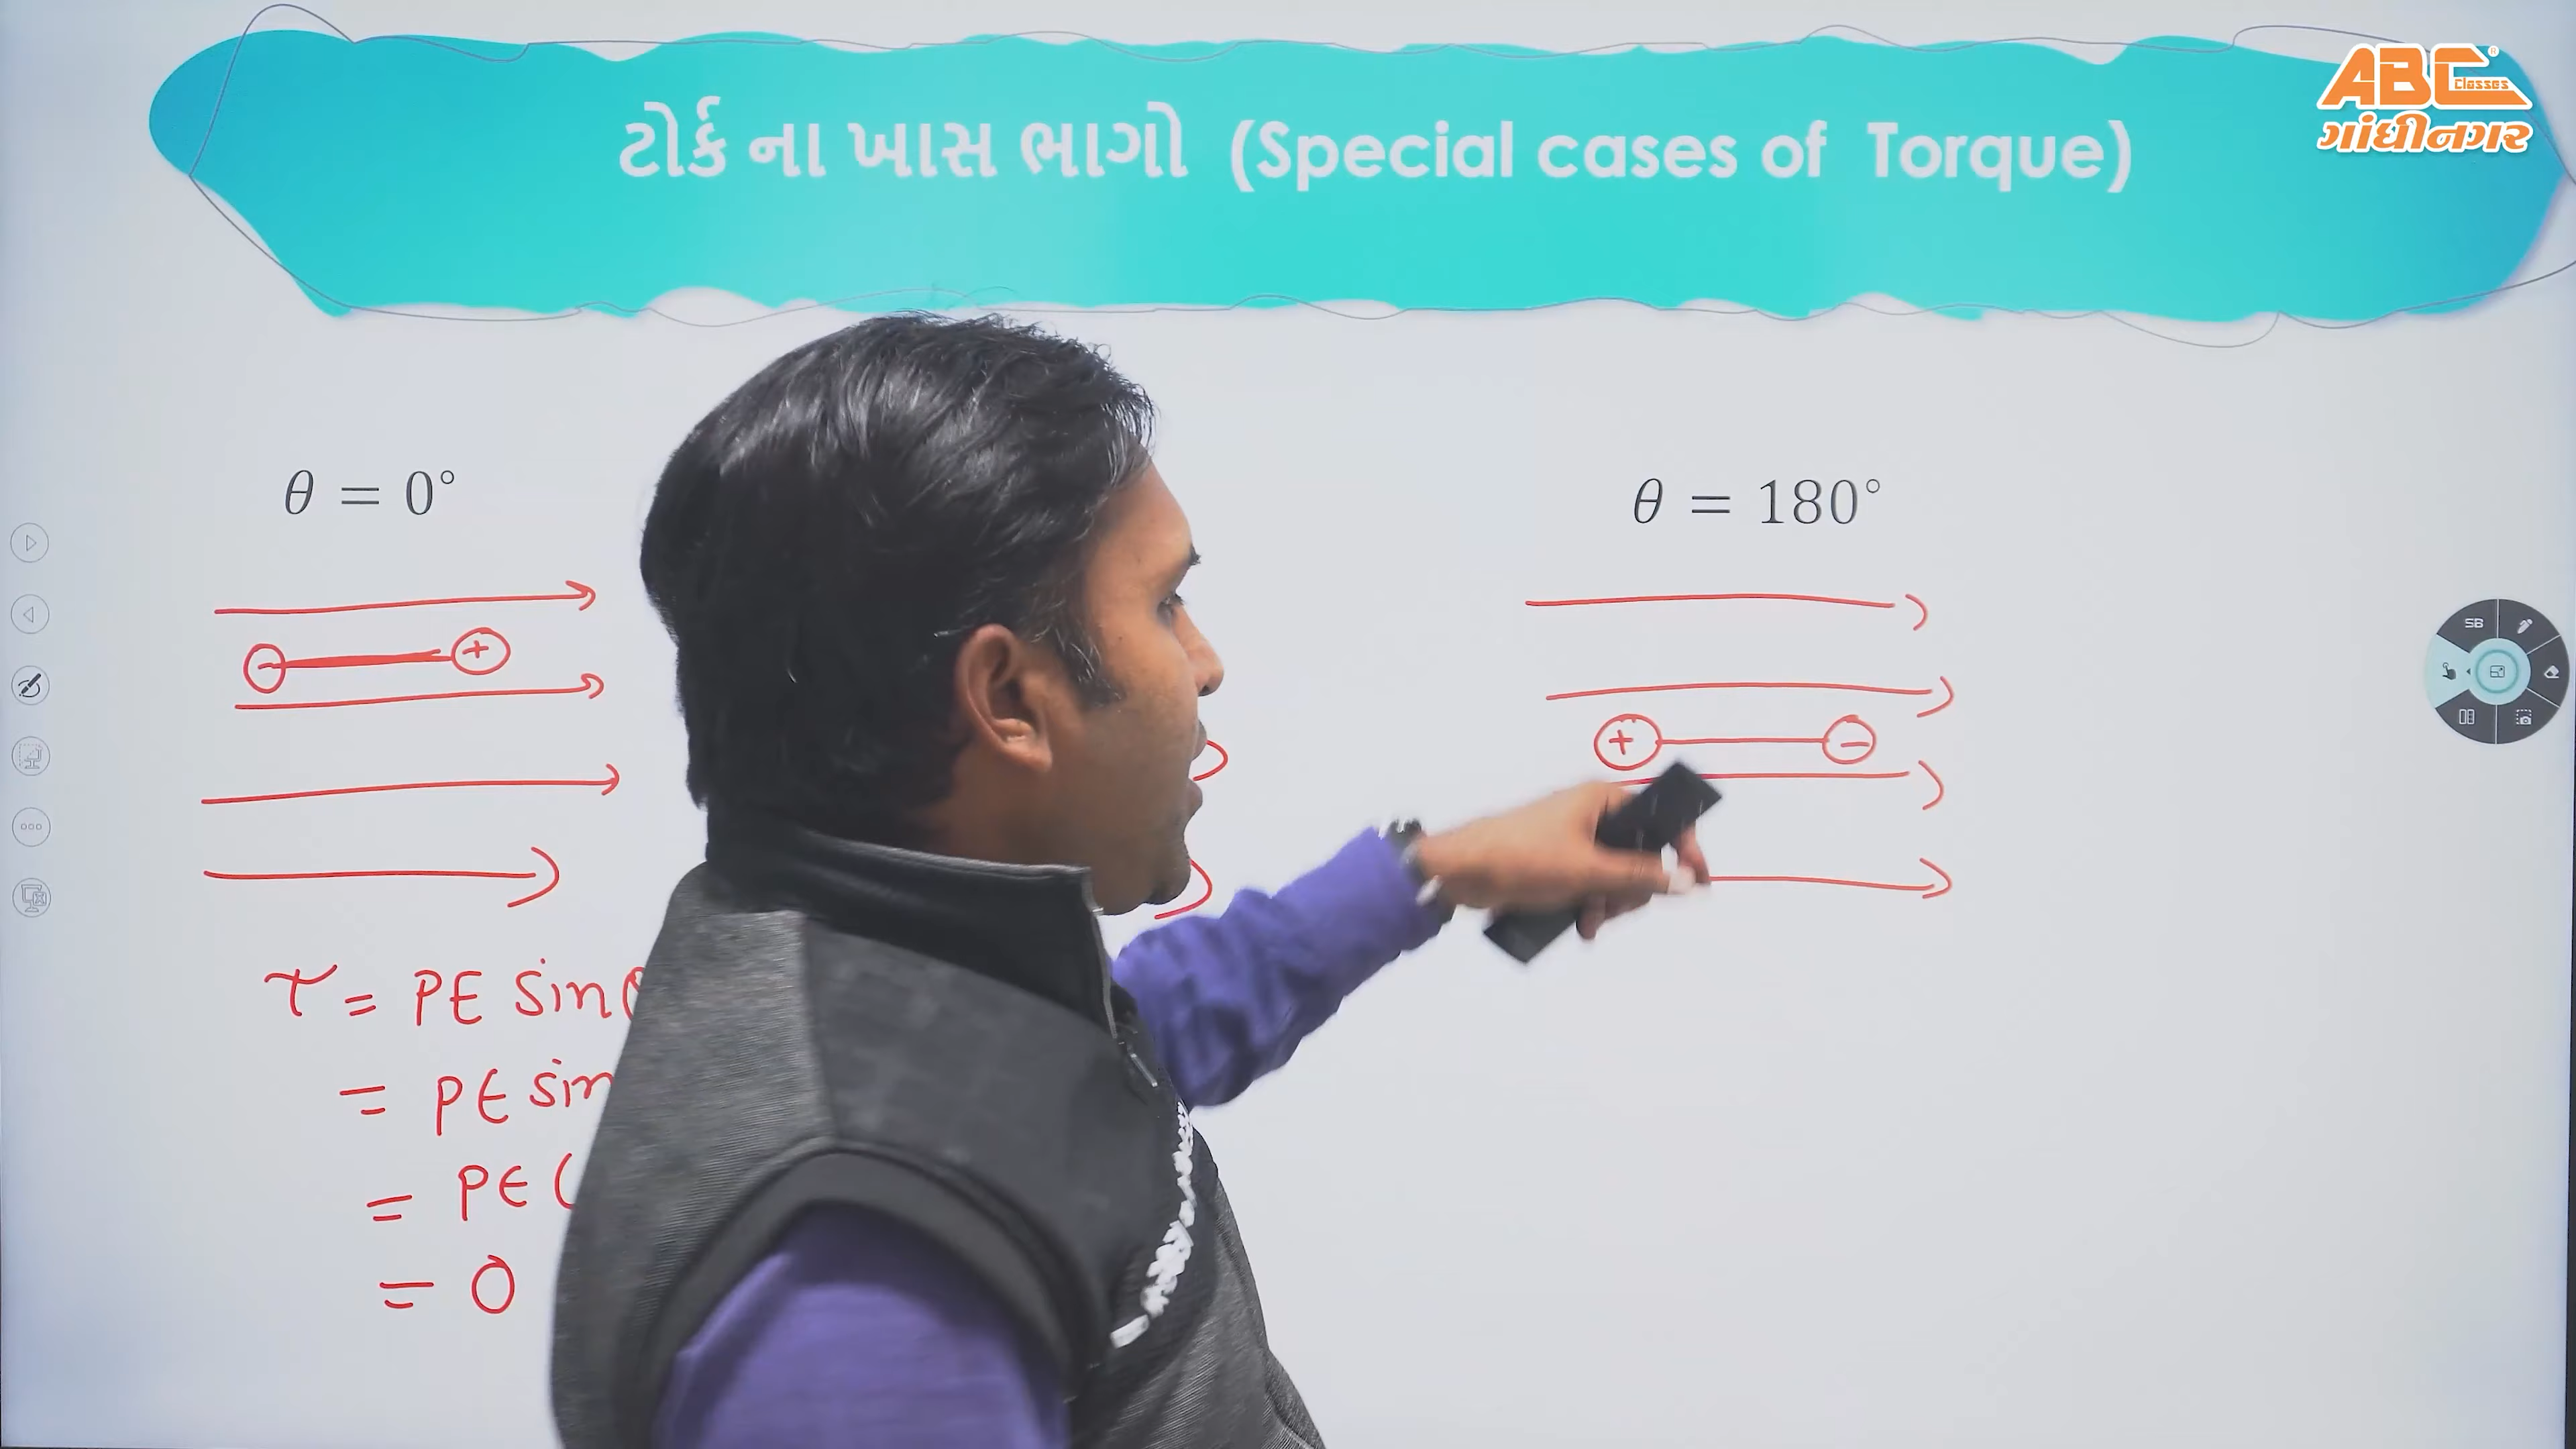 ટોર્ક ના ખાસ ભાગો (Special cases of Torque)
ABC Classes
ગાંધીનગર
θ = 0°
θ = 180°
SB
- +
+ -
τ = PE sin
= PE sin
= PE (
= 0